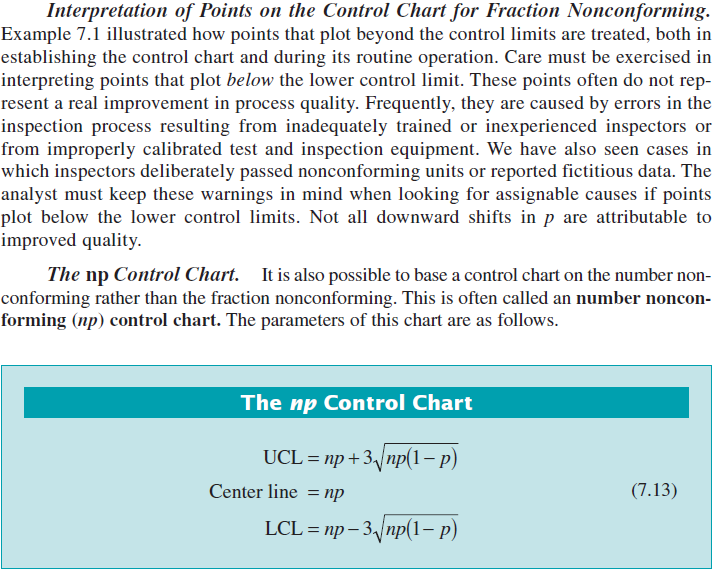 Interpretation of Points on the Control Chart for Fraction Nonconforming.
Example 7.1 illustrated how points that plot beyond the control limits are treated, both in
establishing the control chart and during its routine operation. Care must be exercised in
interpreting points that plot below the lower control limit. These points often do not rep-
resent a real improvement in process quality. Frequently, they are caused by errors in the
inspection process resulting from inadequately trained or inexperienced inspectors or
from improperly calibrated test and inspection equipment. We have also seen cases in
which inspectors deliberately passed nonconforming units or reported fictitious data. The
analyst must keep these warnings in mind when looking for assignable causes if points
plot below the lower control limits. Not all downward shifts in p are attributable to
improved quality.
The np Control Chart. It is also possible to base a control chart on the number non-
conforming rather than the fraction nonconforming. This is often called an number noncon-
forming (np) control chart. The parameters of this chart are as follows.
The np Control Chart
UCL = np + 3√np(1 − p)
Center line = np (7.13)
LCL = np − 3√np(1 − p)